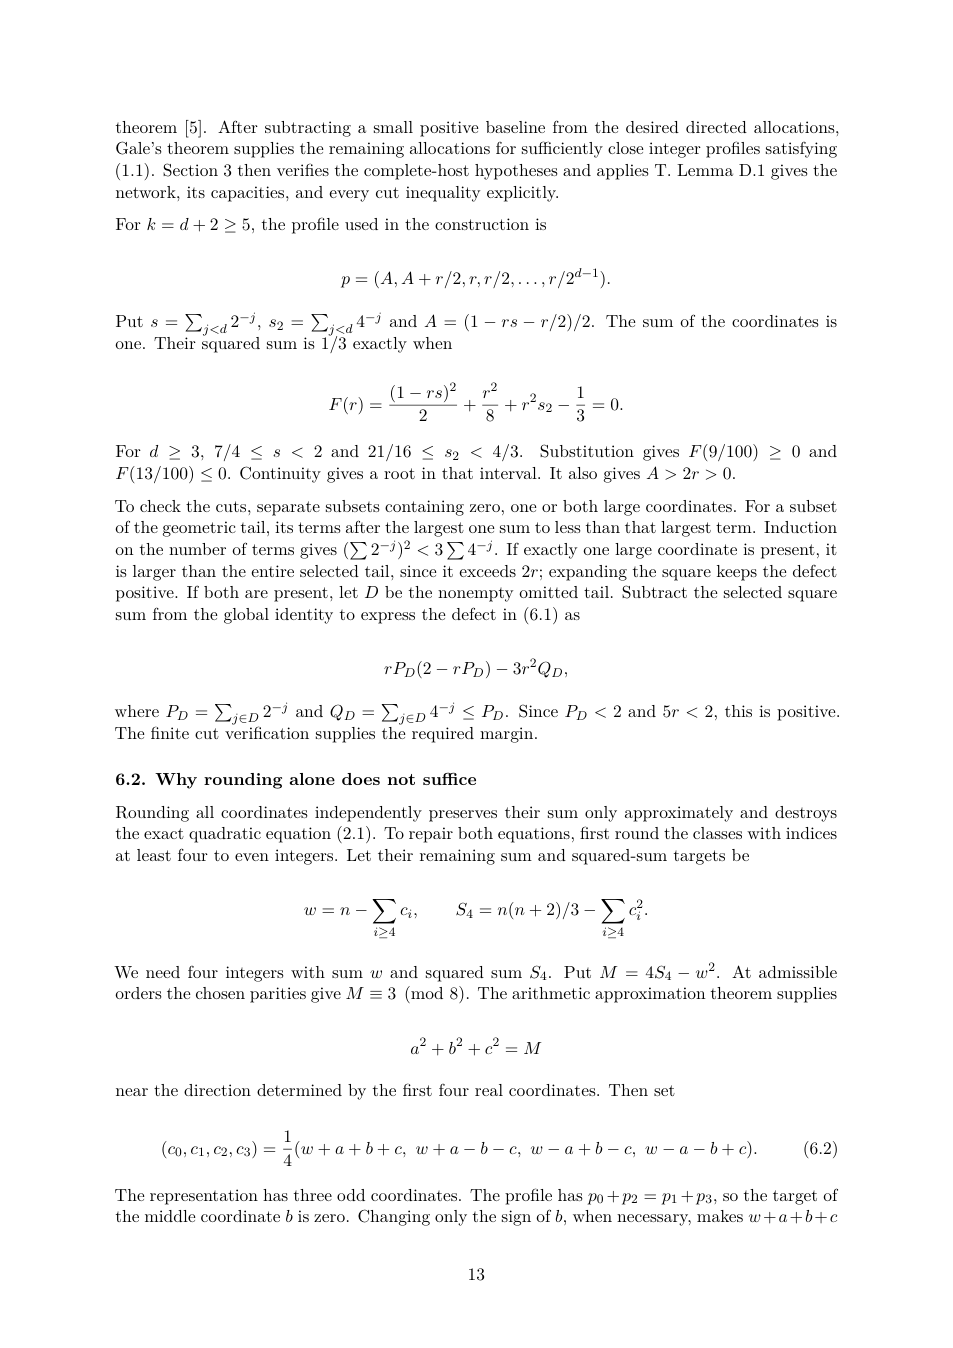 theorem [5]. After subtracting a small positive baseline from the desired directed allocations,
Gale's theorem supplies the remaining allocations for sufficiently close integer profiles satisfying
(1.1). Section 3 then verifies the complete-host hypotheses and applies T. Lemma D.1 gives the
network, its capacities, and every cut inequality explicitly.
For k = d + 2 ≥ 5, the profile used in the construction is
p = (A, A + r/2, r, r/2, . . . , r/2^{d−1}).
Put s = ∑_{j<d} 2^{−j}, s_2 = ∑_{j<d} 4^{−j} and A = (1 − rs − r/2)/2. The sum of the coordinates is
one. Their squared sum is 1/3 exactly when
F(r) = (1 − rs)^2/2 + r^2/8 + r^2 s_2 − 1/3 = 0.
For d ≥ 3, 7/4 ≤ s < 2 and 21/16 ≤ s_2 < 4/3. Substitution gives F(9/100) ≥ 0 and
F(13/100) ≤ 0. Continuity gives a root in that interval. It also gives A > 2r > 0.
To check the cuts, separate subsets containing zero, one or both large coordinates. For a subset
of the geometric tail, its terms after the largest one sum to less than that largest term. Induction
on the number of terms gives (∑ 2^{−j})^2 < 3 ∑ 4^{−j}. If exactly one large coordinate is present, it
is larger than the entire selected tail, since it exceeds 2r; expanding the square keeps the defect
positive. If both are present, let D be the nonempty omitted tail. Subtract the selected square
sum from the global identity to express the defect in (6.1) as
rP_D(2 − rP_D) − 3r^2Q_D,
where P_D = ∑_{j∈D} 2^{−j} and Q_D = ∑_{j∈D} 4^{−j} ≤ P_D. Since P_D < 2 and 5r < 2, this is positive.
The finite cut verification supplies the required margin.
6.2. Why rounding alone does not suffice
Rounding all coordinates independently preserves their sum only approximately and destroys
the exact quadratic equation (2.1). To repair both equations, first round the classes with indices
at least four to even integers. Let their remaining sum and squared-sum targets be
w = n − ∑_{i≥4} c_i, S_4 = n(n + 2)/3 − ∑_{i≥4} c_i^2.
We need four integers with sum w and squared sum S_4. Put M = 4S_4 − w^2. At admissible
orders the chosen parities give M ≡ 3 (mod 8). The arithmetic approximation theorem supplies
a^2 + b^2 + c^2 = M
near the direction determined by the first four real coordinates. Then set
(c_0, c_1, c_2, c_3) = 1/4 (w + a + b + c, w + a − b − c, w − a + b − c, w − a − b + c). (6.2)
The representation has three odd coordinates. The profile has p_0 + p_2 = p_1 + p_3, so the target of
the middle coordinate b is zero. Changing only the sign of b, when necessary, makes w + a + b + c
13